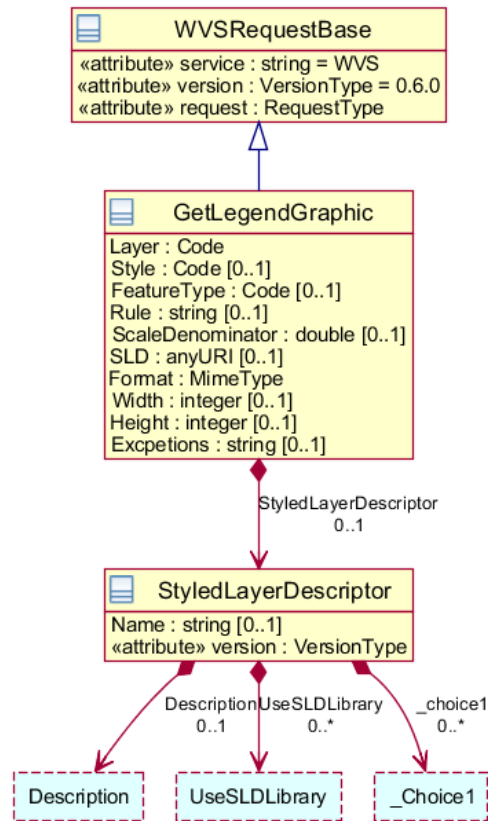 WVSRequestBase
«attribute» service : string = WVS
«attribute» version : VersionType = 0.6.0
«attribute» request : RequestType
GetLegendGraphic
Layer : Code
Style : Code [0..1]
FeatureType : Code [0..1]
Rule : string [0..1]
ScaleDenominator : double [0..1]
SLD : anyURI [0..1]
Format : MimeType
Width : integer [0..1]
Height : integer [0..1]
Excpetions : string [0..1]
StyledLayerDescriptor
0..1
StyledLayerDescriptor
Name : string [0..1]
«attribute» version : VersionType
Description
0..1
UseSLDLibrary
0..*
_choice1
0..*
Description
UseSLDLibrary
_Choice1